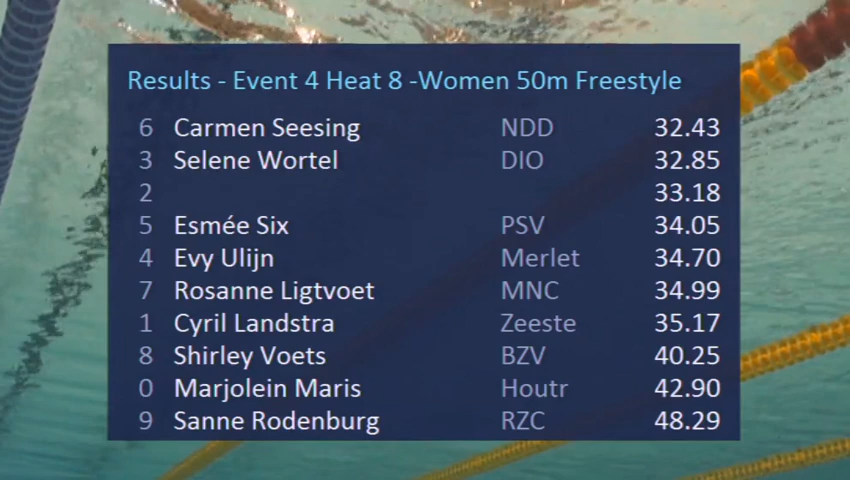 Results - Event 4 Heat 8 -Women 50m Freestyle
6 Carmen Seesing NDD 32.43
3 Selene Wortel DIO 32.85
2 33.18
5 Esmée Six PSV 34.05
4 Evy Ulijn Merlet 34.70
7 Rosanne Ligtvoet MNC 34.99
1 Cyril Landstra Zeeste 35.17
8 Shirley Voets BZV 40.25
0 Marjolein Maris Houtr 42.90
9 Sanne Rodenburg RZC 48.29